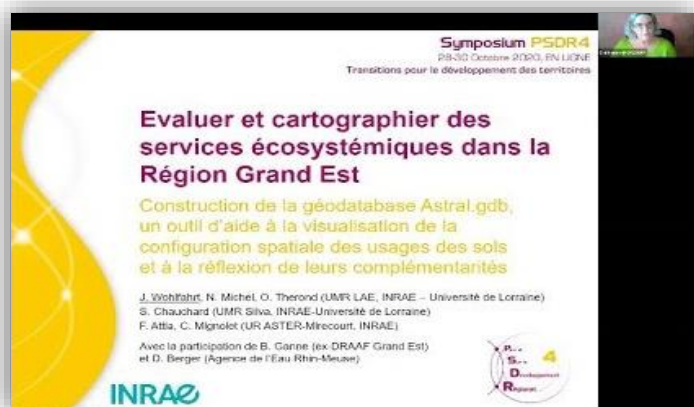 Symposium PSDR4
28-30 Octobre 2020, EN LIGNE
Transitions pour le développement des territoires
Evaluer et cartographier des
services écosystémiques dans la
Région Grand Est
Construction de la géodatabase Astral.gdb,
un outil d'aide à la visualisation de la
configuration spatiale des usages des sols
et à la réflexion de leurs complémentarités
J. Wohlfahrt, N. Michel, O. Therond (UMR LAE, INRAE – Université de Lorraine)
S. Chauchard (UMR Silva, INRAE-Université de Lorraine)
F. Attia, C. Mignolet (UR ASTER-Mirecourt, INRAE)
Avec la participation de B. Ganne (ex-DRAAF Grand Est)
et D. Berger (Agence de l'Eau Rhin-Meuse)
INRAE
4